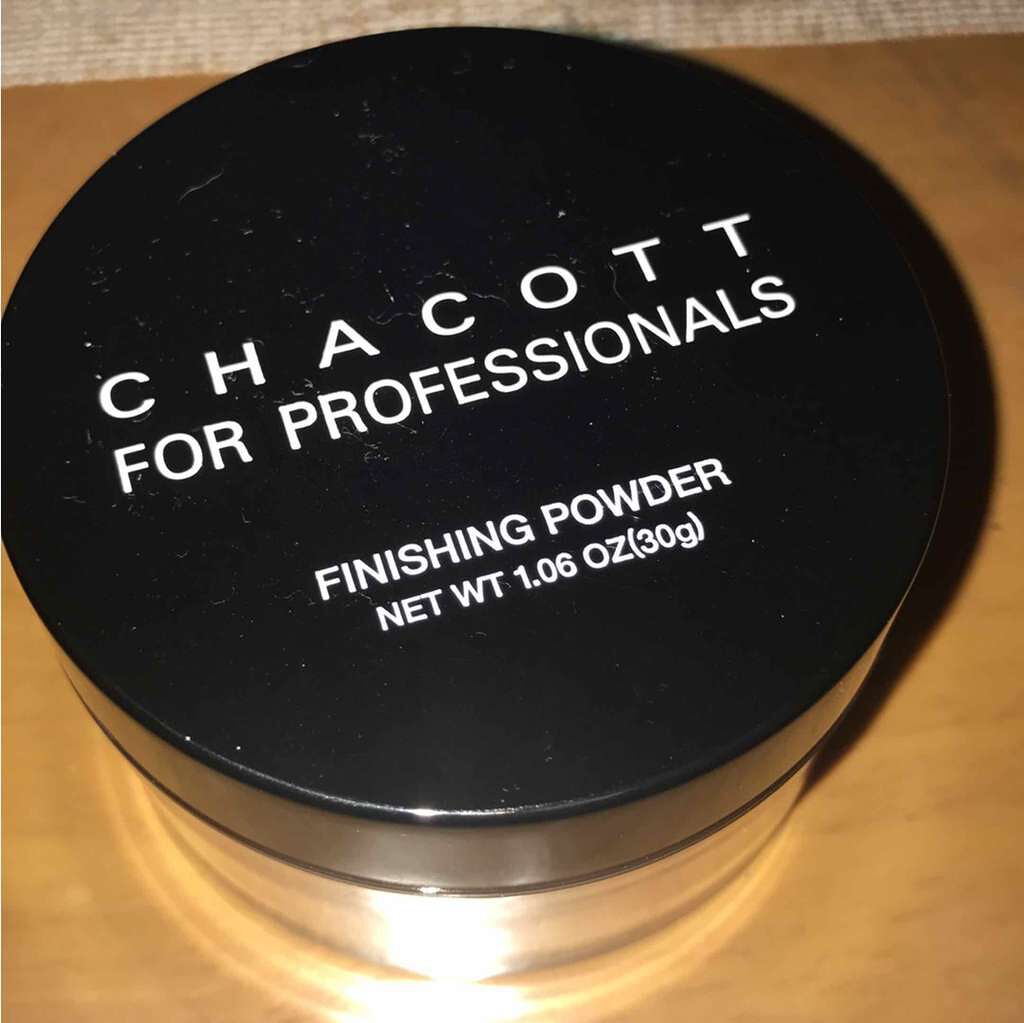 CHACOTT
FOR PROFESSIONALS
FINISHING POWDER
NET WT 1.06 OZ(30g)